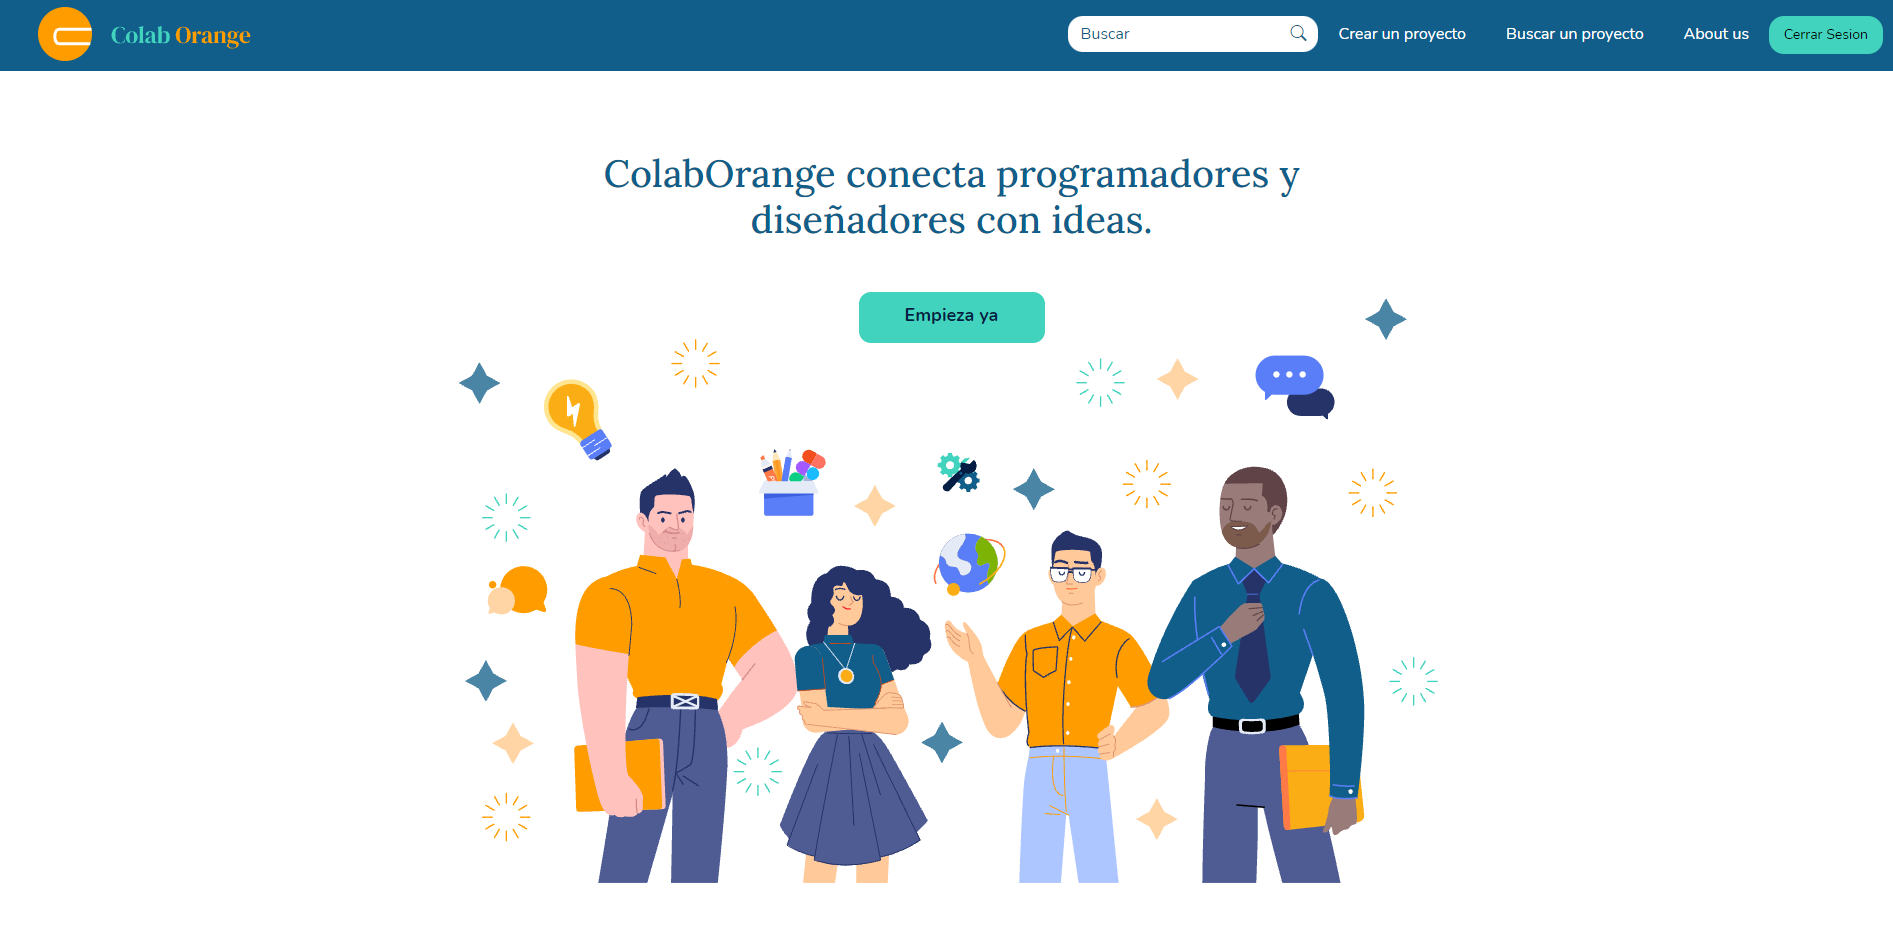 Colab Orange
Buscar
Crear un proyecto
Buscar un proyecto
About us
Cerrar Sesion
ColabOrange conecta programadores y
diseñadores con ideas.
Empieza ya